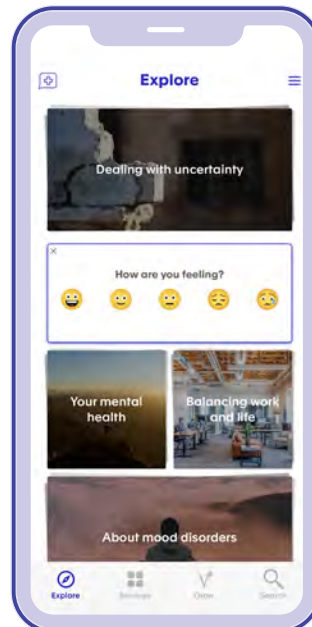 Explore
Dealing with uncertainty
How are you feeling?
Your mental
health
Balancing work
and life
About mood disorders
Explore
Search